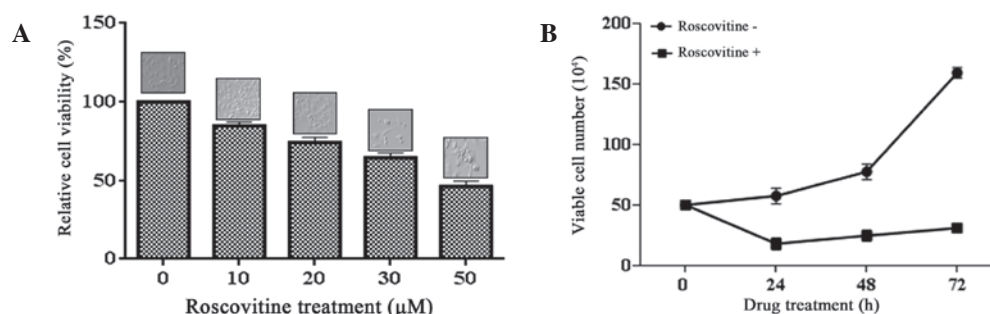 A
Relative cell viability (%)
150
100
50
0
0 10 20 30 50
Roscovitine treatment (μM)
B
Viable cell number (10⁴)
Roscovitine -
Roscovitine +
200
150
100
50
0
0 24 48 72
Drug treatment (h)